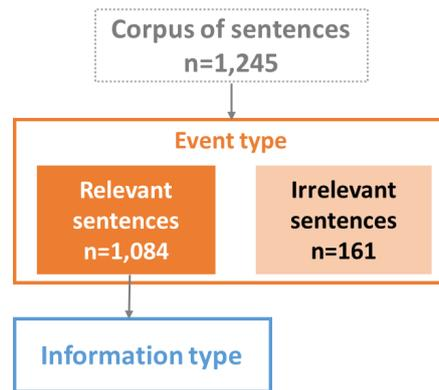 Corpus of sentences
n=1,245
Event type
Relevant
sentences
n=1,084
Irrelevant
sentences
n=161
Information type